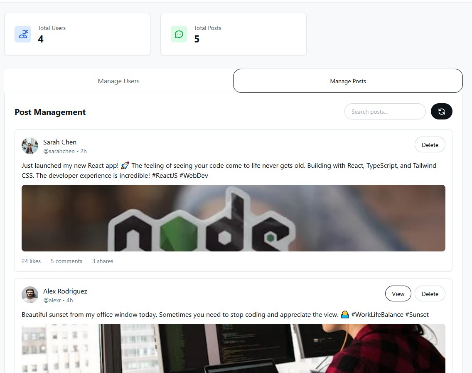 Total Users
4
Total Posts
5
Manage Users
Manage Posts
Post Management
Search posts...
Sarah Chen
@sarahchen • 2h
Delete
Just launched my new React app! 🚀 The feeling of seeing your code come to life never gets old. Building with React, TypeScript, and Tailwind
CSS. The developer experience is incredible! #ReactJS #WebDev
node
24 likes 5 comments 3 shares
Alex Rodriguez
@alexr • 4h
View
Delete
Beautiful sunset from my office window today. Sometimes you need to stop coding and appreciate the view. 🌅 #WorkLifeBalance #Sunset